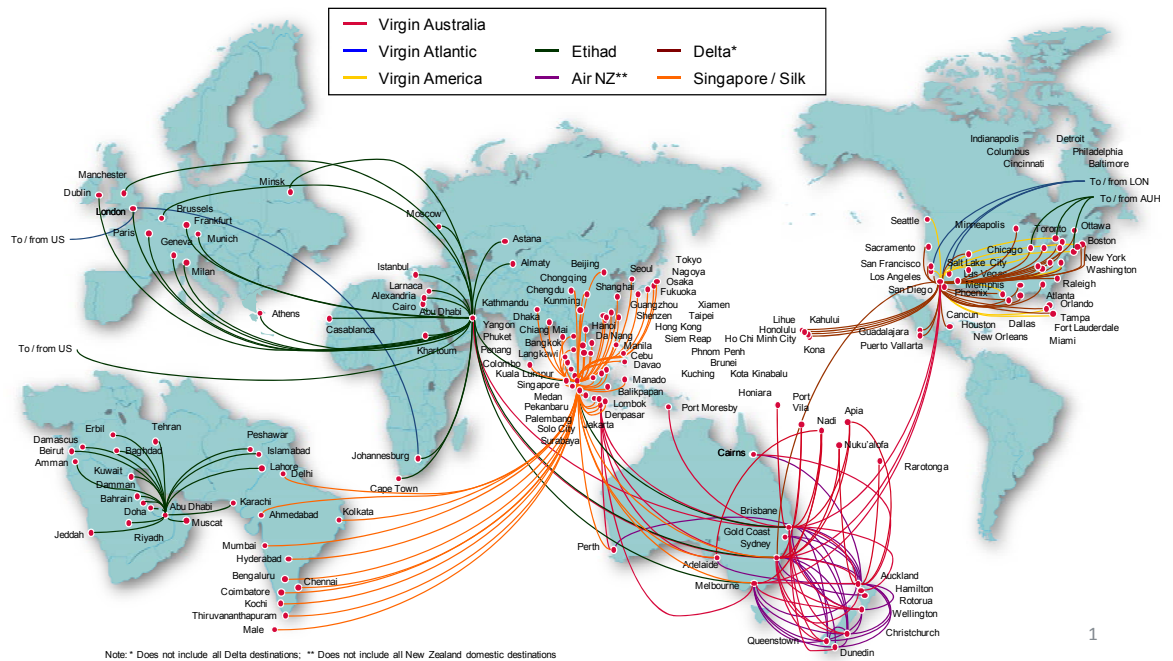 Virgin Australia
Virgin Atlantic
Etihad
Delta*
Virgin America
Air NZ**
Singapore / Silk
Manchester
Dublin
London
Minsk
Brussels
Frankfurt
Paris
Geneva
Munich
Milan
To / from US
Athens
Moscow
Astana
Almaty
Istanbul
Larnaca
Alexandria
Cairo
Abu Dhabi
Casablanca
Khartoum
To / from US
Johannesburg
Cape Town
Beijing
Chongqing
Chengdu
Kunming
Kathmandu
Dhaka
Yangon
Chiang Mai
Phuket
Bangkok
Penang
Langkawi
Colombo
Kuala Lumpur
Singapore
Medan
Pekanbaru
Palembang
Solo City
Surabaya
Jakarta
Seoul
Tokyo
Nagoya
Osaka
Fukuoka
Shanghai
Guangzhou
Shenzen
Xiamen
Taipei
Hong Kong
Hanoi
Da Nang
Siem Reap
Ho Chi Minh City
Manila
Phnom Penh
Cebu
Brunei
Davao
Kuching
Kota Kinabalu
Manado
Balikpapan
Lombok
Denpasar
Indianapolis
Detroit
Columbus
Philadelphia
Cincinnati
Baltimore
To / from LON
To / from AUH
Seattle
Minneapolis
Toronto
Ottawa
Sacramento
Chicago
Boston
San Francisco
Salt Lake City
New York
Los Angeles
Las Vegas
Washington
San Diego
Memphis
Phoenix
Raleigh
Atlanta
Orlando
Cancun
Tampa
Houston
Dallas
Fort Lauderdale
New Orleans
Miami
Lihue
Kahului
Honolulu
Kona
Guadalajara
Puerto Vallarta
Erbil
Tehran
Damascus
Beirut
Baghdad
Amman
Kuwait
Damman
Bahrain
Doha
Abu Dhabi
Muscat
Jeddah
Riyadh
Peshawar
Islamabad
Lahore
Delhi
Karachi
Ahmedabad
Kolkata
Mumbai
Hyderabad
Bengaluru
Chennai
Coimbatore
Kochi
Thiruvananthapuram
Male
Port Moresby
Honiara
Port
Vila
Apia
Nadi
Nuku'alofa
Rarotonga
Cairns
Brisbane
Gold Coast
Sydney
Perth
Adelaide
Melbourne
Auckland
Hamilton
Rotorua
Wellington
Christchurch
Queenstown
Dunedin
1
Note: * Does not include all Delta destinations; ** Does not include all New Zealand domestic destinations